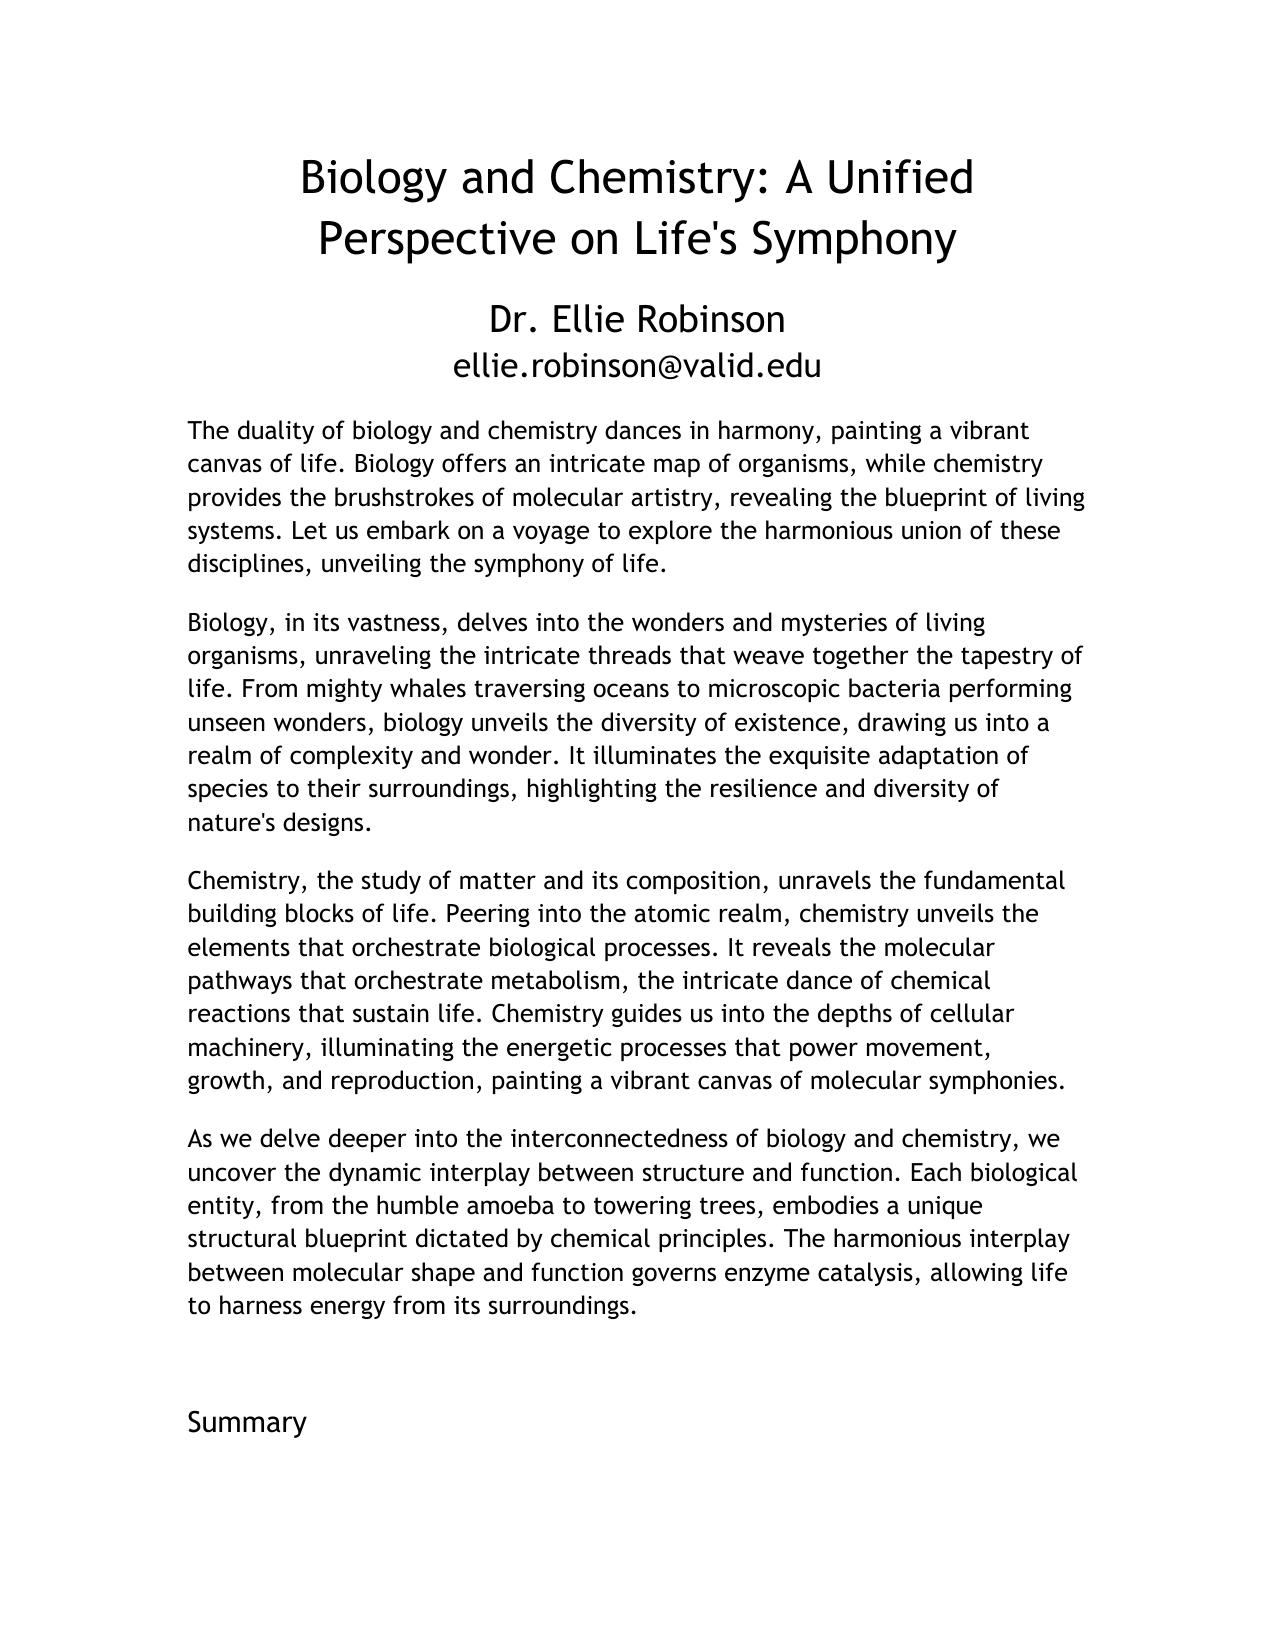 Biology and Chemistry: A Unified
Perspective on Life's Symphony
Dr. Ellie Robinson
ellie.robinson@valid.edu
The duality of biology and chemistry dances in harmony, painting a vibrant
canvas of life. Biology offers an intricate map of organisms, while chemistry
provides the brushstrokes of molecular artistry, revealing the blueprint of living
systems. Let us embark on a voyage to explore the harmonious union of these
disciplines, unveiling the symphony of life.
Biology, in its vastness, delves into the wonders and mysteries of living
organisms, unraveling the intricate threads that weave together the tapestry of
life. From mighty whales traversing oceans to microscopic bacteria performing
unseen wonders, biology unveils the diversity of existence, drawing us into a
realm of complexity and wonder. It illuminates the exquisite adaptation of
species to their surroundings, highlighting the resilience and diversity of
nature's designs.
Chemistry, the study of matter and its composition, unravels the fundamental
building blocks of life. Peering into the atomic realm, chemistry unveils the
elements that orchestrate biological processes. It reveals the molecular
pathways that orchestrate metabolism, the intricate dance of chemical
reactions that sustain life. Chemistry guides us into the depths of cellular
machinery, illuminating the energetic processes that power movement,
growth, and reproduction, painting a vibrant canvas of molecular symphonies.
As we delve deeper into the interconnectedness of biology and chemistry, we
uncover the dynamic interplay between structure and function. Each biological
entity, from the humble amoeba to towering trees, embodies a unique
structural blueprint dictated by chemical principles. The harmonious interplay
between molecular shape and function governs enzyme catalysis, allowing life
to harness energy from its surroundings.
Summary